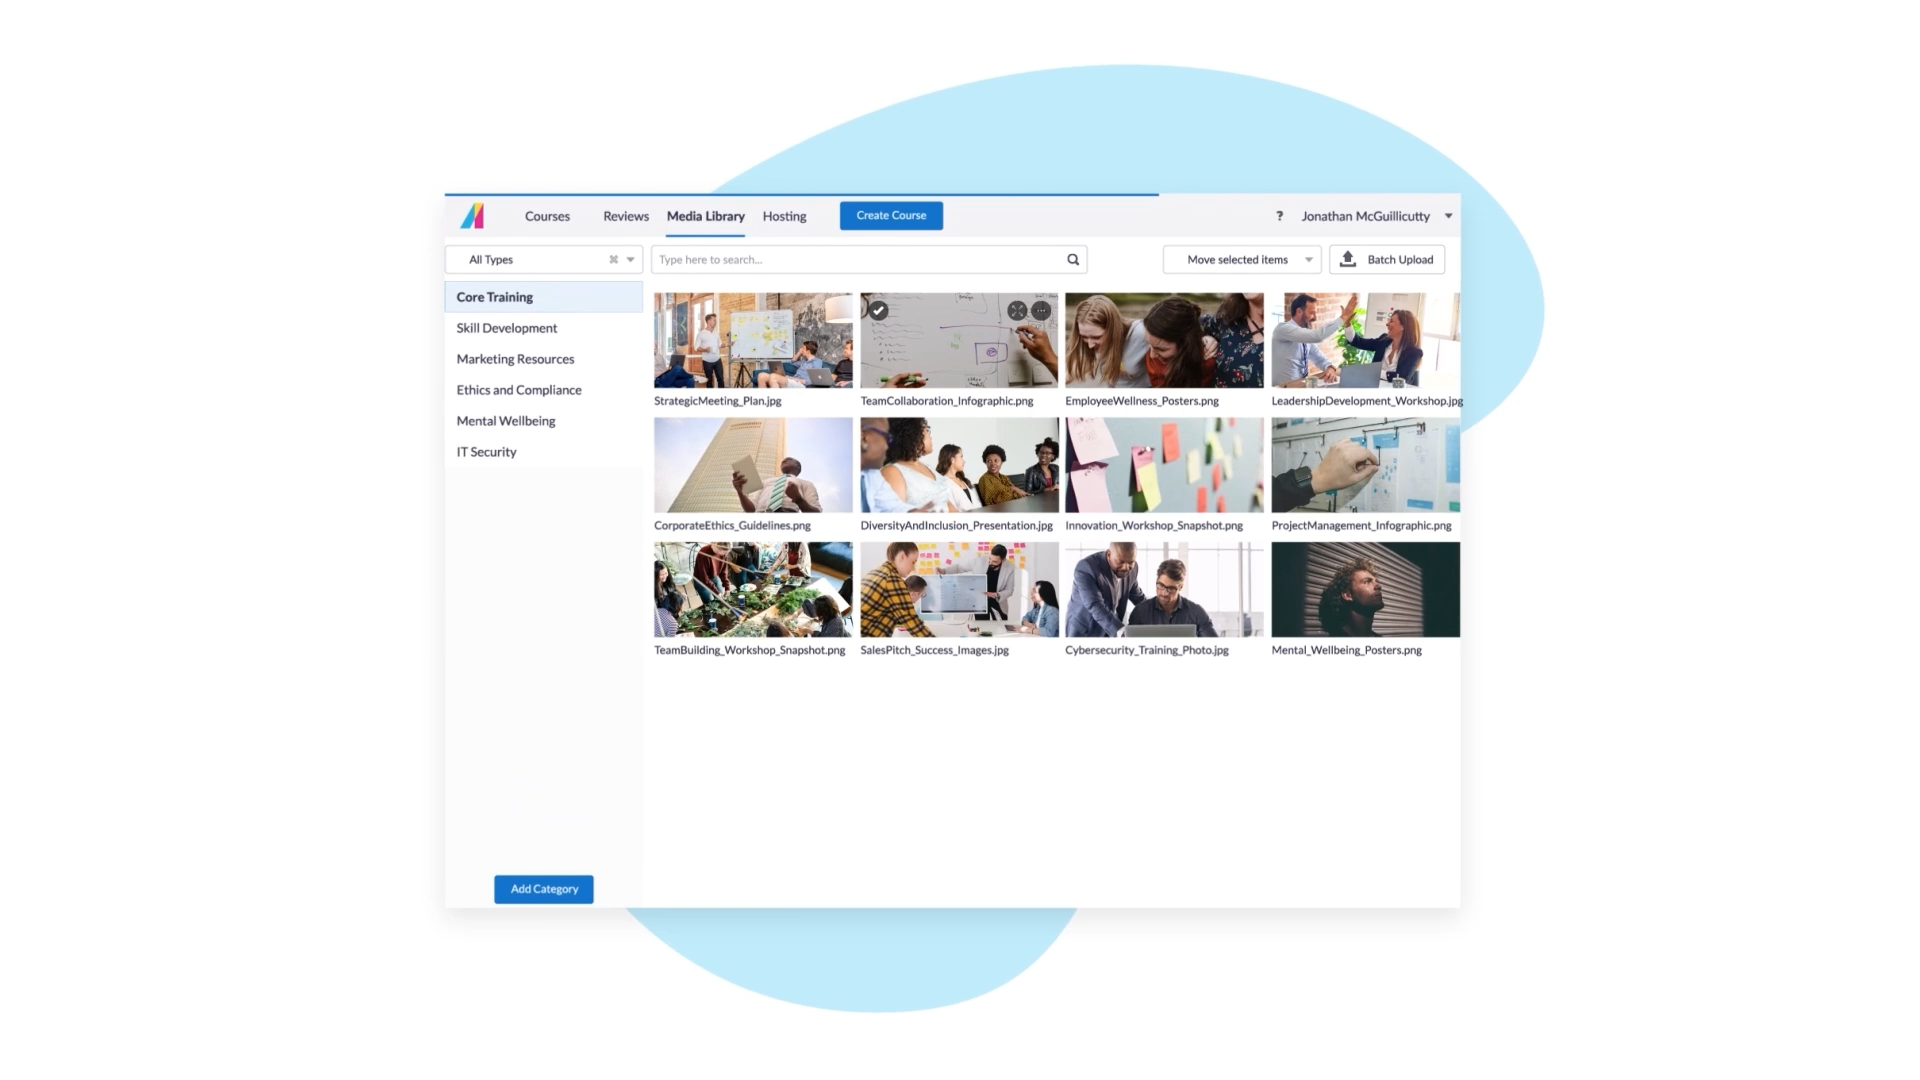 Courses Reviews Media Library Hosting Create Course ? Jonathan McGuillicutty
All Types Type here to search... Move selected items Batch Upload
Core Training
Skill Development
Marketing Resources
Ethics and Compliance
Mental Wellbeing
IT Security
StrategicMeeting_Plan.jpg TeamCollaboration_Infographic.png EmployeeWellness_Posters.png LeadershipDevelopment_Workshop.jpg
CorporateEthics_Guidelines.png DiversityAndInclusion_Presentation.jpg Innovation_Workshop_Snapshot.png ProjectManagement_Infographic.png
TeamBuilding_Workshop_Snapshot.png SalesPitch_Success_Images.jpg Cybersecurity_Training_Photo.jpg Mental_Wellbeing_Posters.png
Add Category